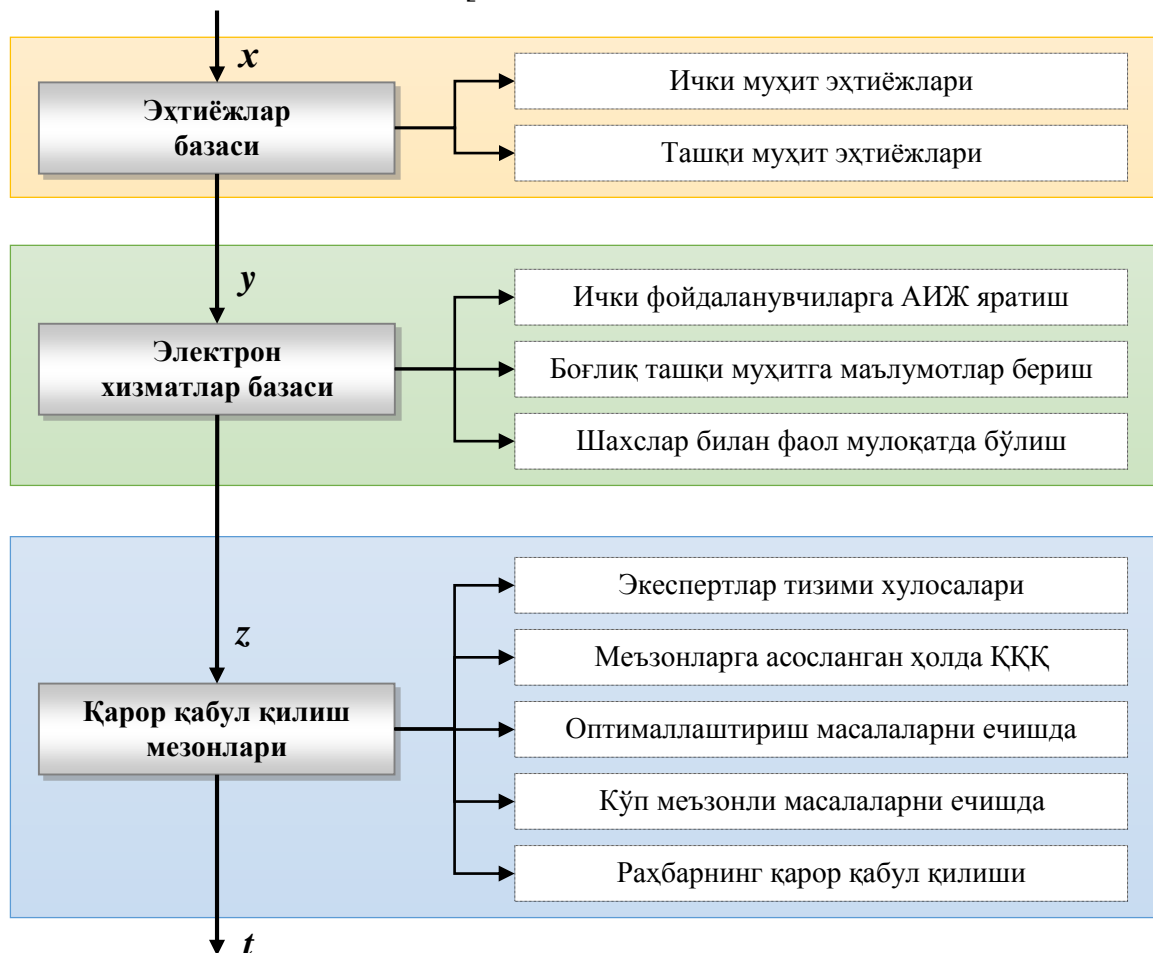 x
Эҳтиёжлар
базаси
Ички муҳит эҳтиёжлари
Ташқи муҳит эҳтиёжлари
y
Электрон
хизматлар базаси
Ички фойдаланувчиларга АИЖ яратиш
Боғлиқ ташқи муҳитга маълумотлар бериш
Шахслар билан фаол мулоқатда бўлиш
z
Қарор қабул қилиш
мезонлари
Экеспертлар тизими хулосалари
Меъзонларга асосланган ҳолда ҚҚҚ
Оптималлаштириш масалаларни ечишда
Кўп меъзонли масалаларни ечишда
Раҳбарнинг қарор қабул қилиши
t